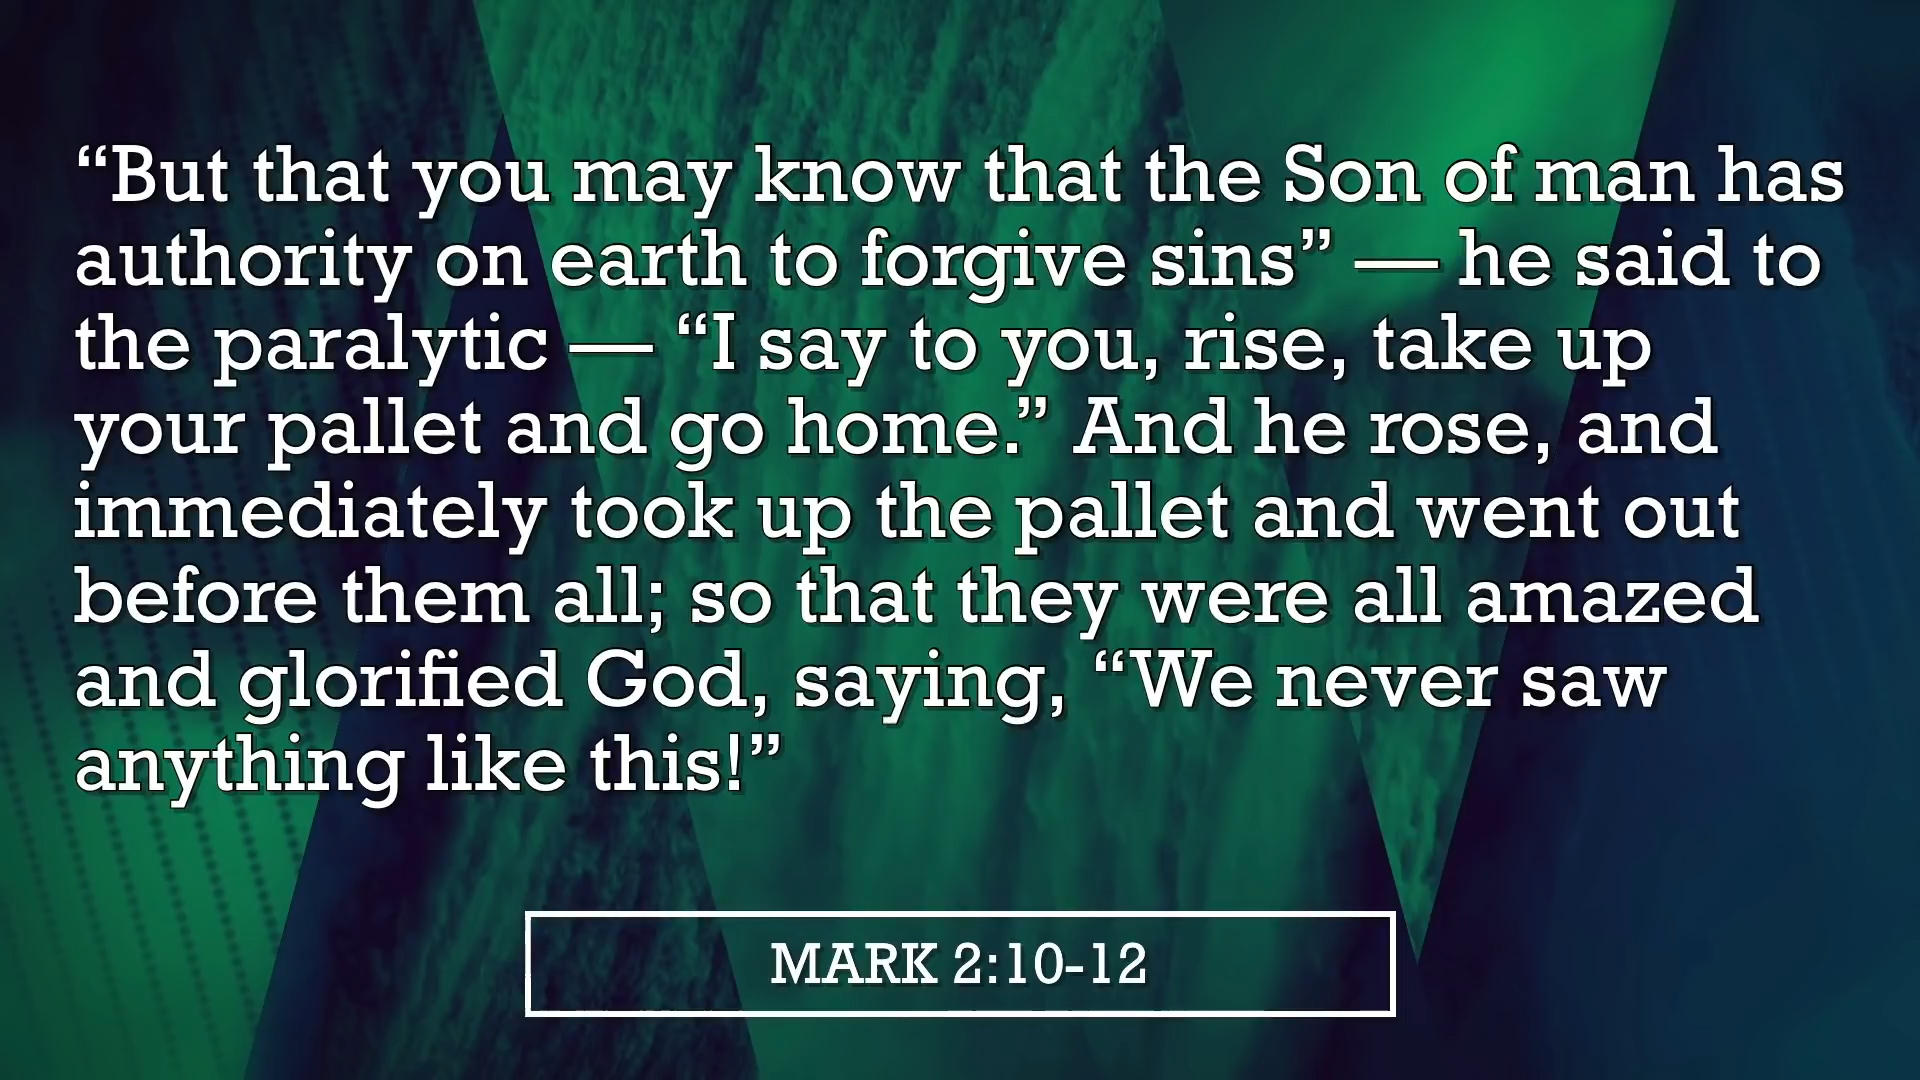 “But that you may know that the Son of man has
authority on earth to forgive sins” — he said to
the paralytic — “I say to you, rise, take up
your pallet and go home.” And he rose, and
immediately took up the pallet and went out
before them all; so that they were all amazed
and glorified God, saying, “We never saw
anything like this!”
MARK 2:10-12